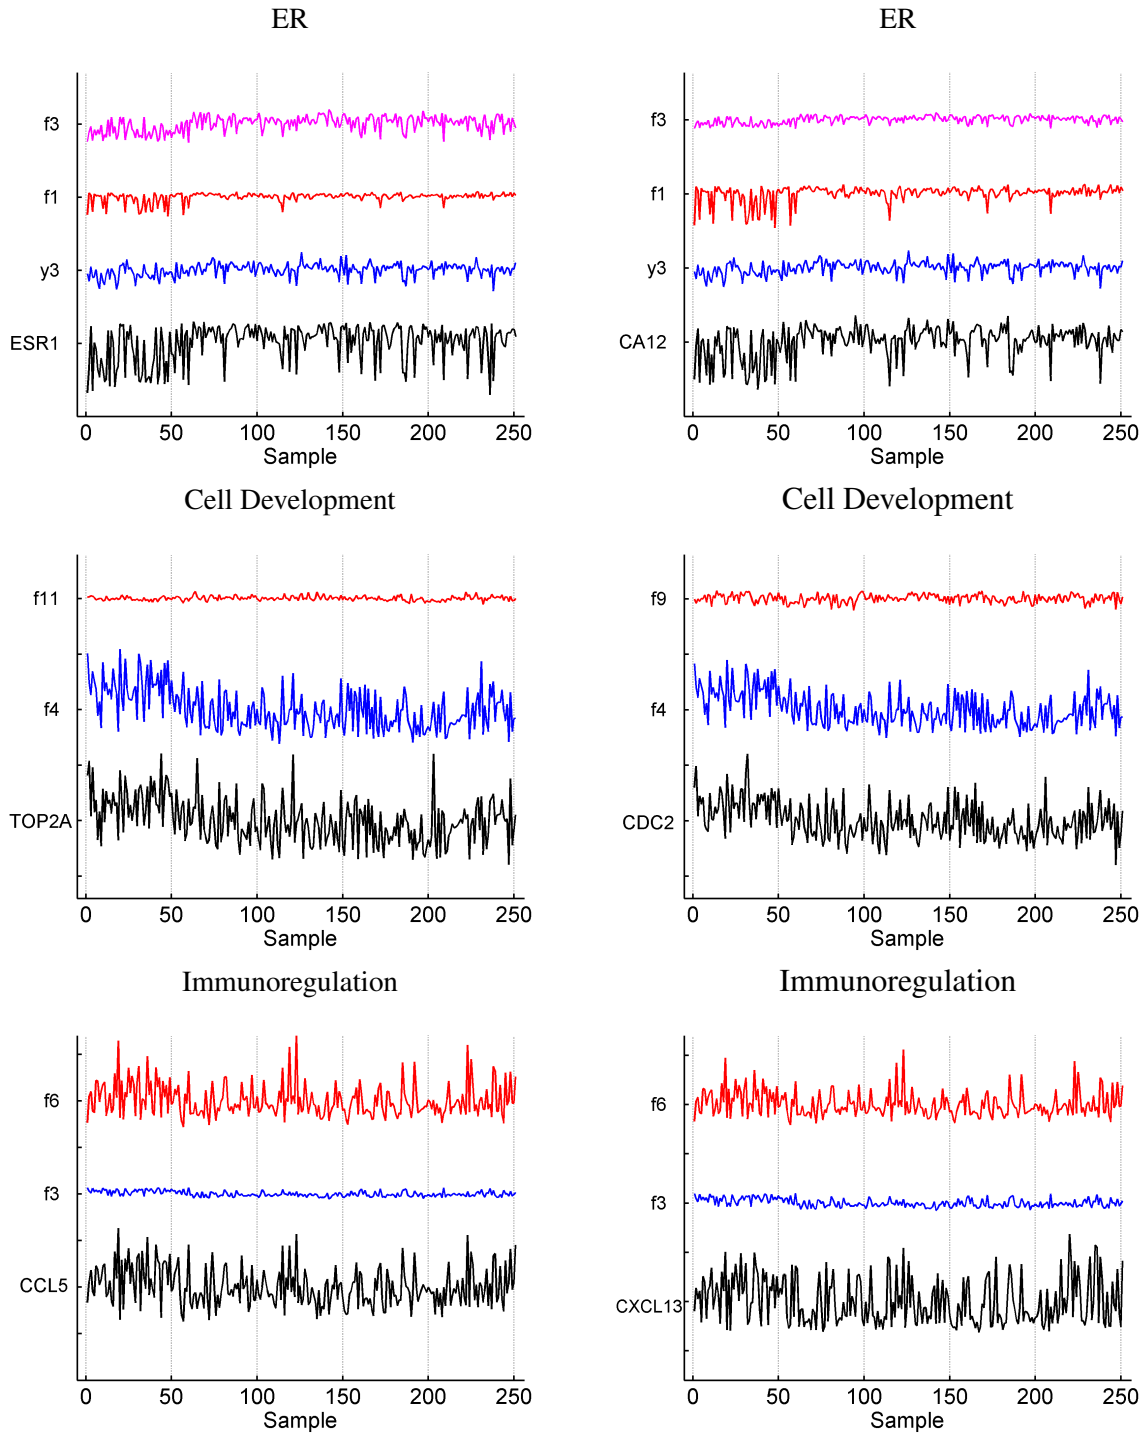 ER
f3
f1
y3
ESR1
0 50 100 150 200 250
Sample
ER
f3
f1
y3
CA12
0 50 100 150 200 250
Sample
Cell Development
f11
f4
TOP2A
0 50 100 150 200 250
Sample
Cell Development
f9
f4
CDC2
0 50 100 150 200 250
Sample
Immunoregulation
f6
f3
CCL5
0 50 100 150 200 250
Sample
Immunoregulation
f6
f3
CXCL13
0 50 100 150 200 250
Sample